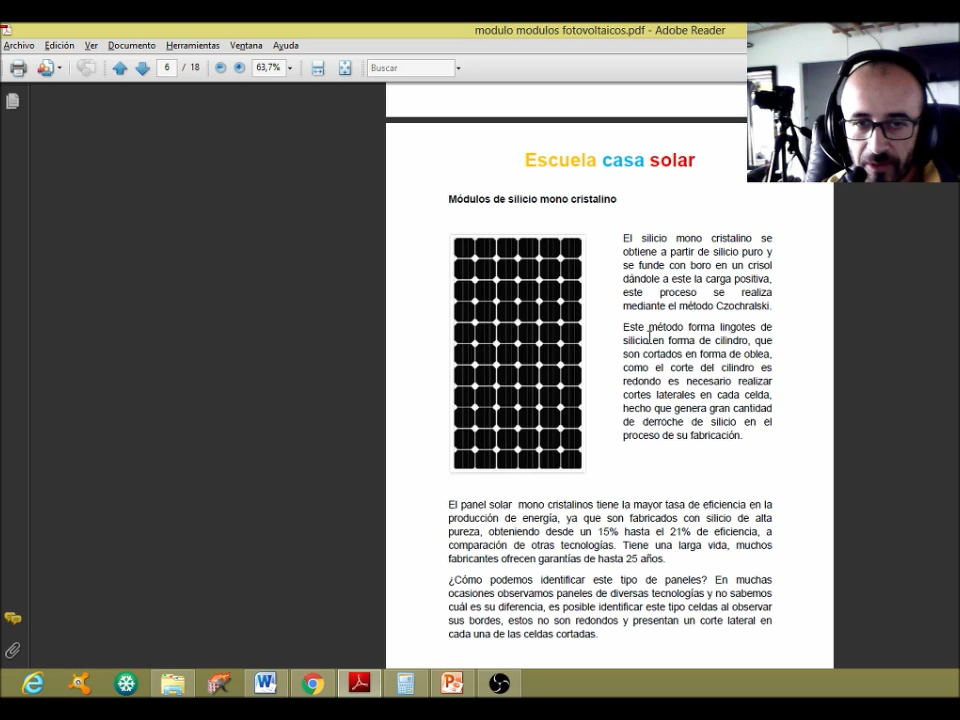 modulo modulos fotovoltaicos.pdf - Adobe Reader
Archivo Edición Ver Documento Herramientas Ventana Ayuda
6 / 18 63,7% Buscar
Escuela casa solar
Módulos de silicio mono cristalino
El silicio mono cristalino se
obtiene a partir de silicio puro y
se funde con boro en un crisol
dándole a este la carga positiva,
este proceso se realiza
mediante el método Czochralski.
Este método forma lingotes de
silicio en forma de cilindro, que
son cortados en forma de oblea,
como el corte del cilindro es
redondo es necesario realizar
cortes laterales en cada celda,
hecho que genera gran cantidad
de derroche de silicio en el
proceso de su fabricación.
El panel solar mono cristalinos tiene la mayor tasa de eficiencia en la
producción de energía, ya que son fabricados con silicio de alta
pureza, obteniendo desde un 15% hasta el 21% de eficiencia, a
comparación de otras tecnologías. Tiene una larga vida, muchos
fabricantes ofrecen garantías de hasta 25 años.
¿Cómo podemos identificar este tipo de paneles? En muchas
ocasiones observamos paneles de diversas tecnologías y no sabemos
cuál es su diferencia, es posible identificar este tipo celdas al observar
sus bordes, estos no son redondos y presentan un corte lateral en
cada una de las celdas cortadas.